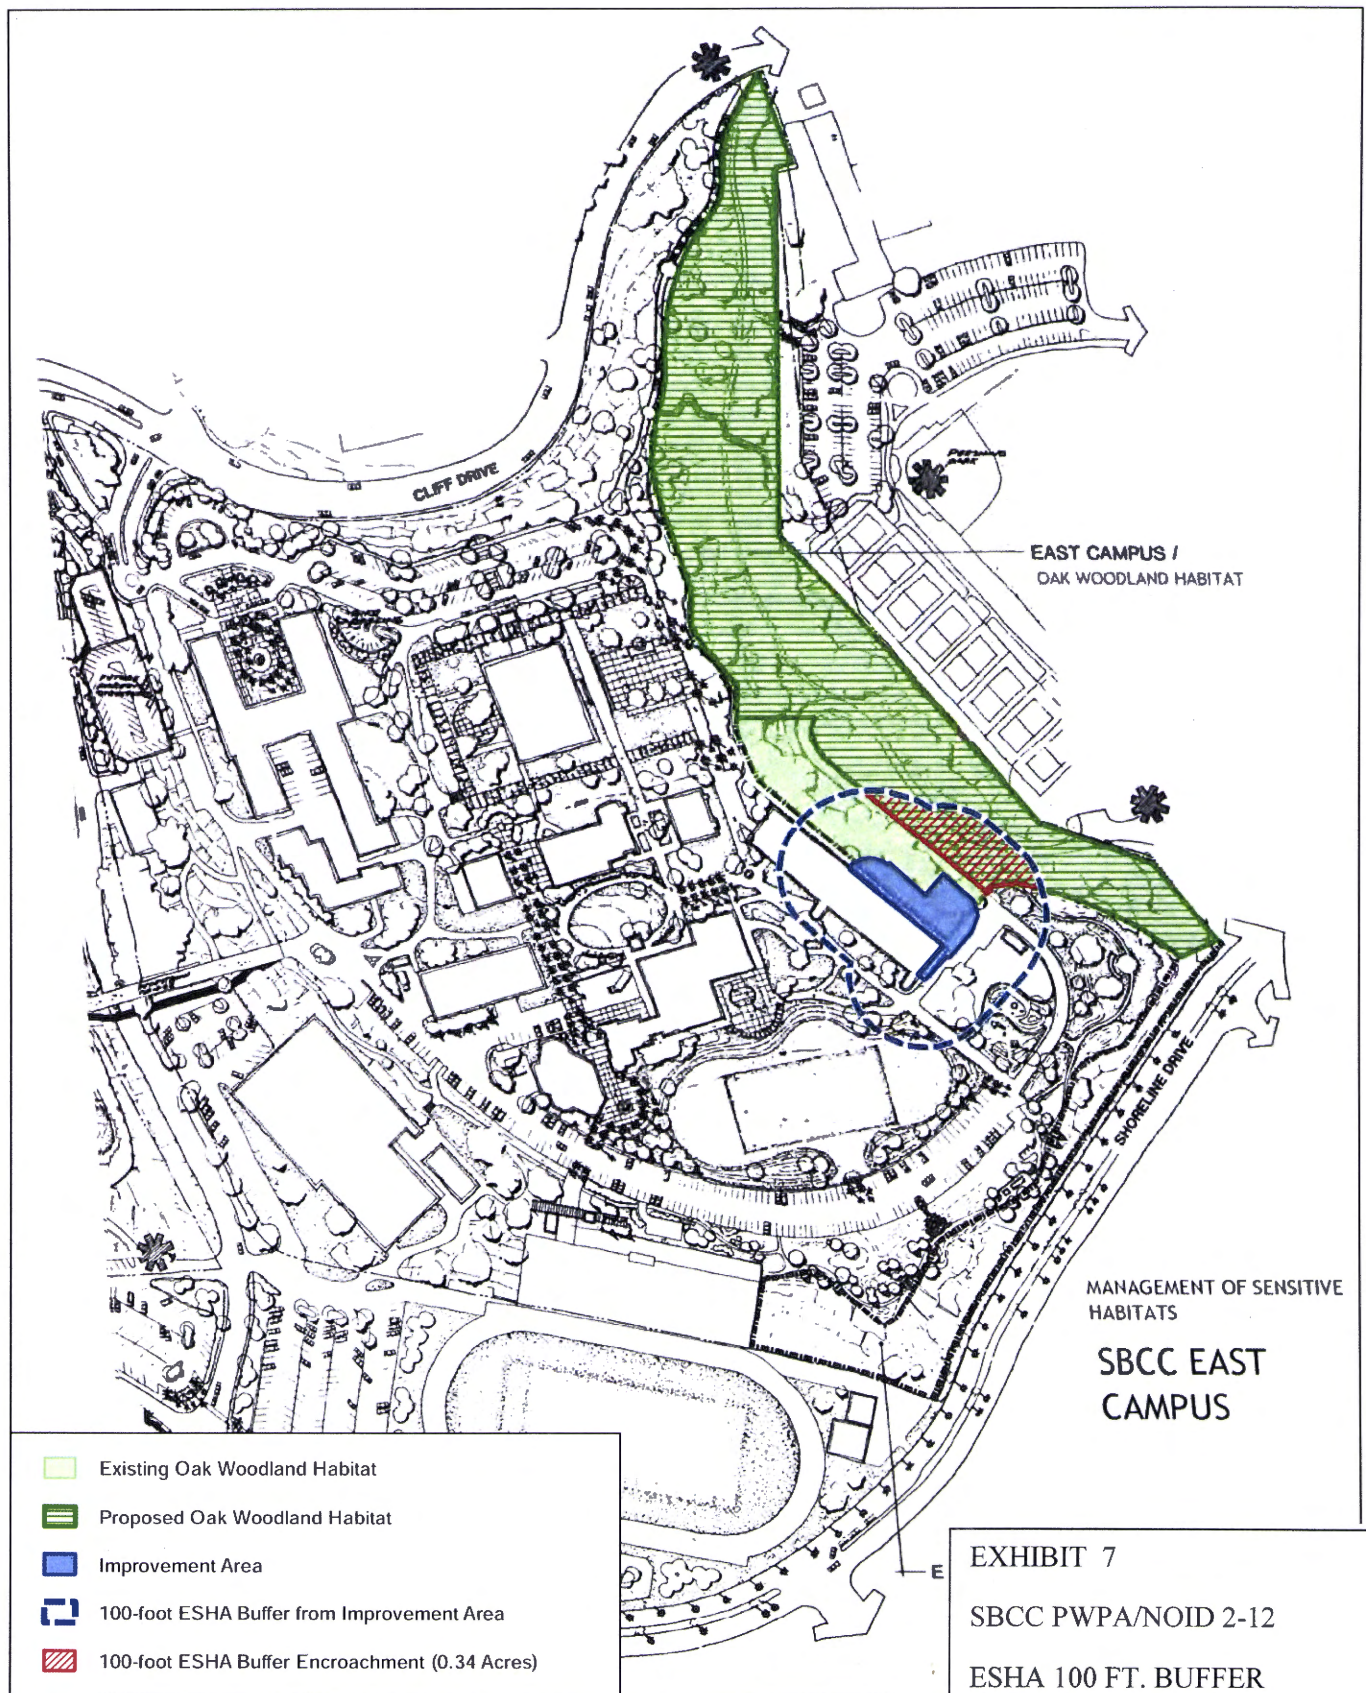 CLIFF DRIVE
PERSHING
PARK
EAST CAMPUS /
OAK WOODLAND HABITAT
SHORELINE DRIVE
MANAGEMENT OF SENSITIVE
HABITATS
SBCC EAST
CAMPUS
E
Existing Oak Woodland Habitat
Proposed Oak Woodland Habitat
Improvement Area
100-foot ESHA Buffer from Improvement Area
100-foot ESHA Buffer Encroachment (0.34 Acres)
EXHIBIT 7
SBCC PWPA/NOID 2-12
ESHA 100 FT. BUFFER